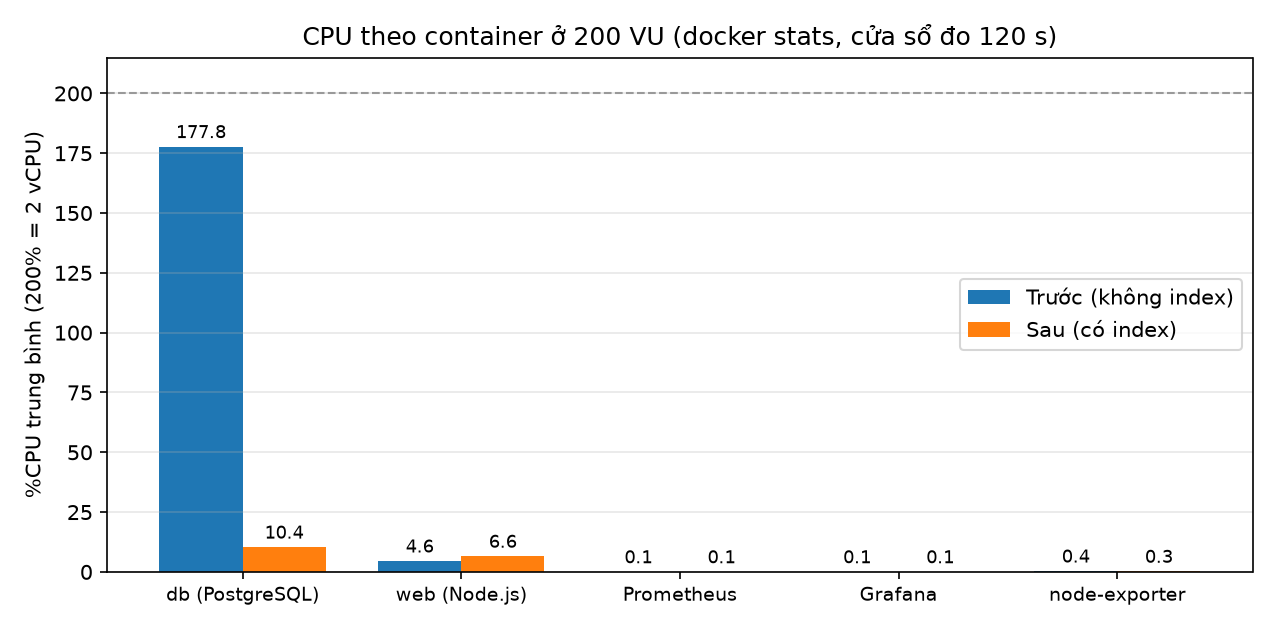 CPU theo container ở 200 VU (docker stats, cửa sổ đo 120 s)
%CPU trung bình (200% = 2 vCPU)
200
175
150
125
100
75
50
25
0
177.8
10.4
4.6
6.6
0.1
0.1
0.1
0.1
0.4
0.3
Trước (không index)
Sau (có index)
db (PostgreSQL)
web (Node.js)
Prometheus
Grafana
node-exporter